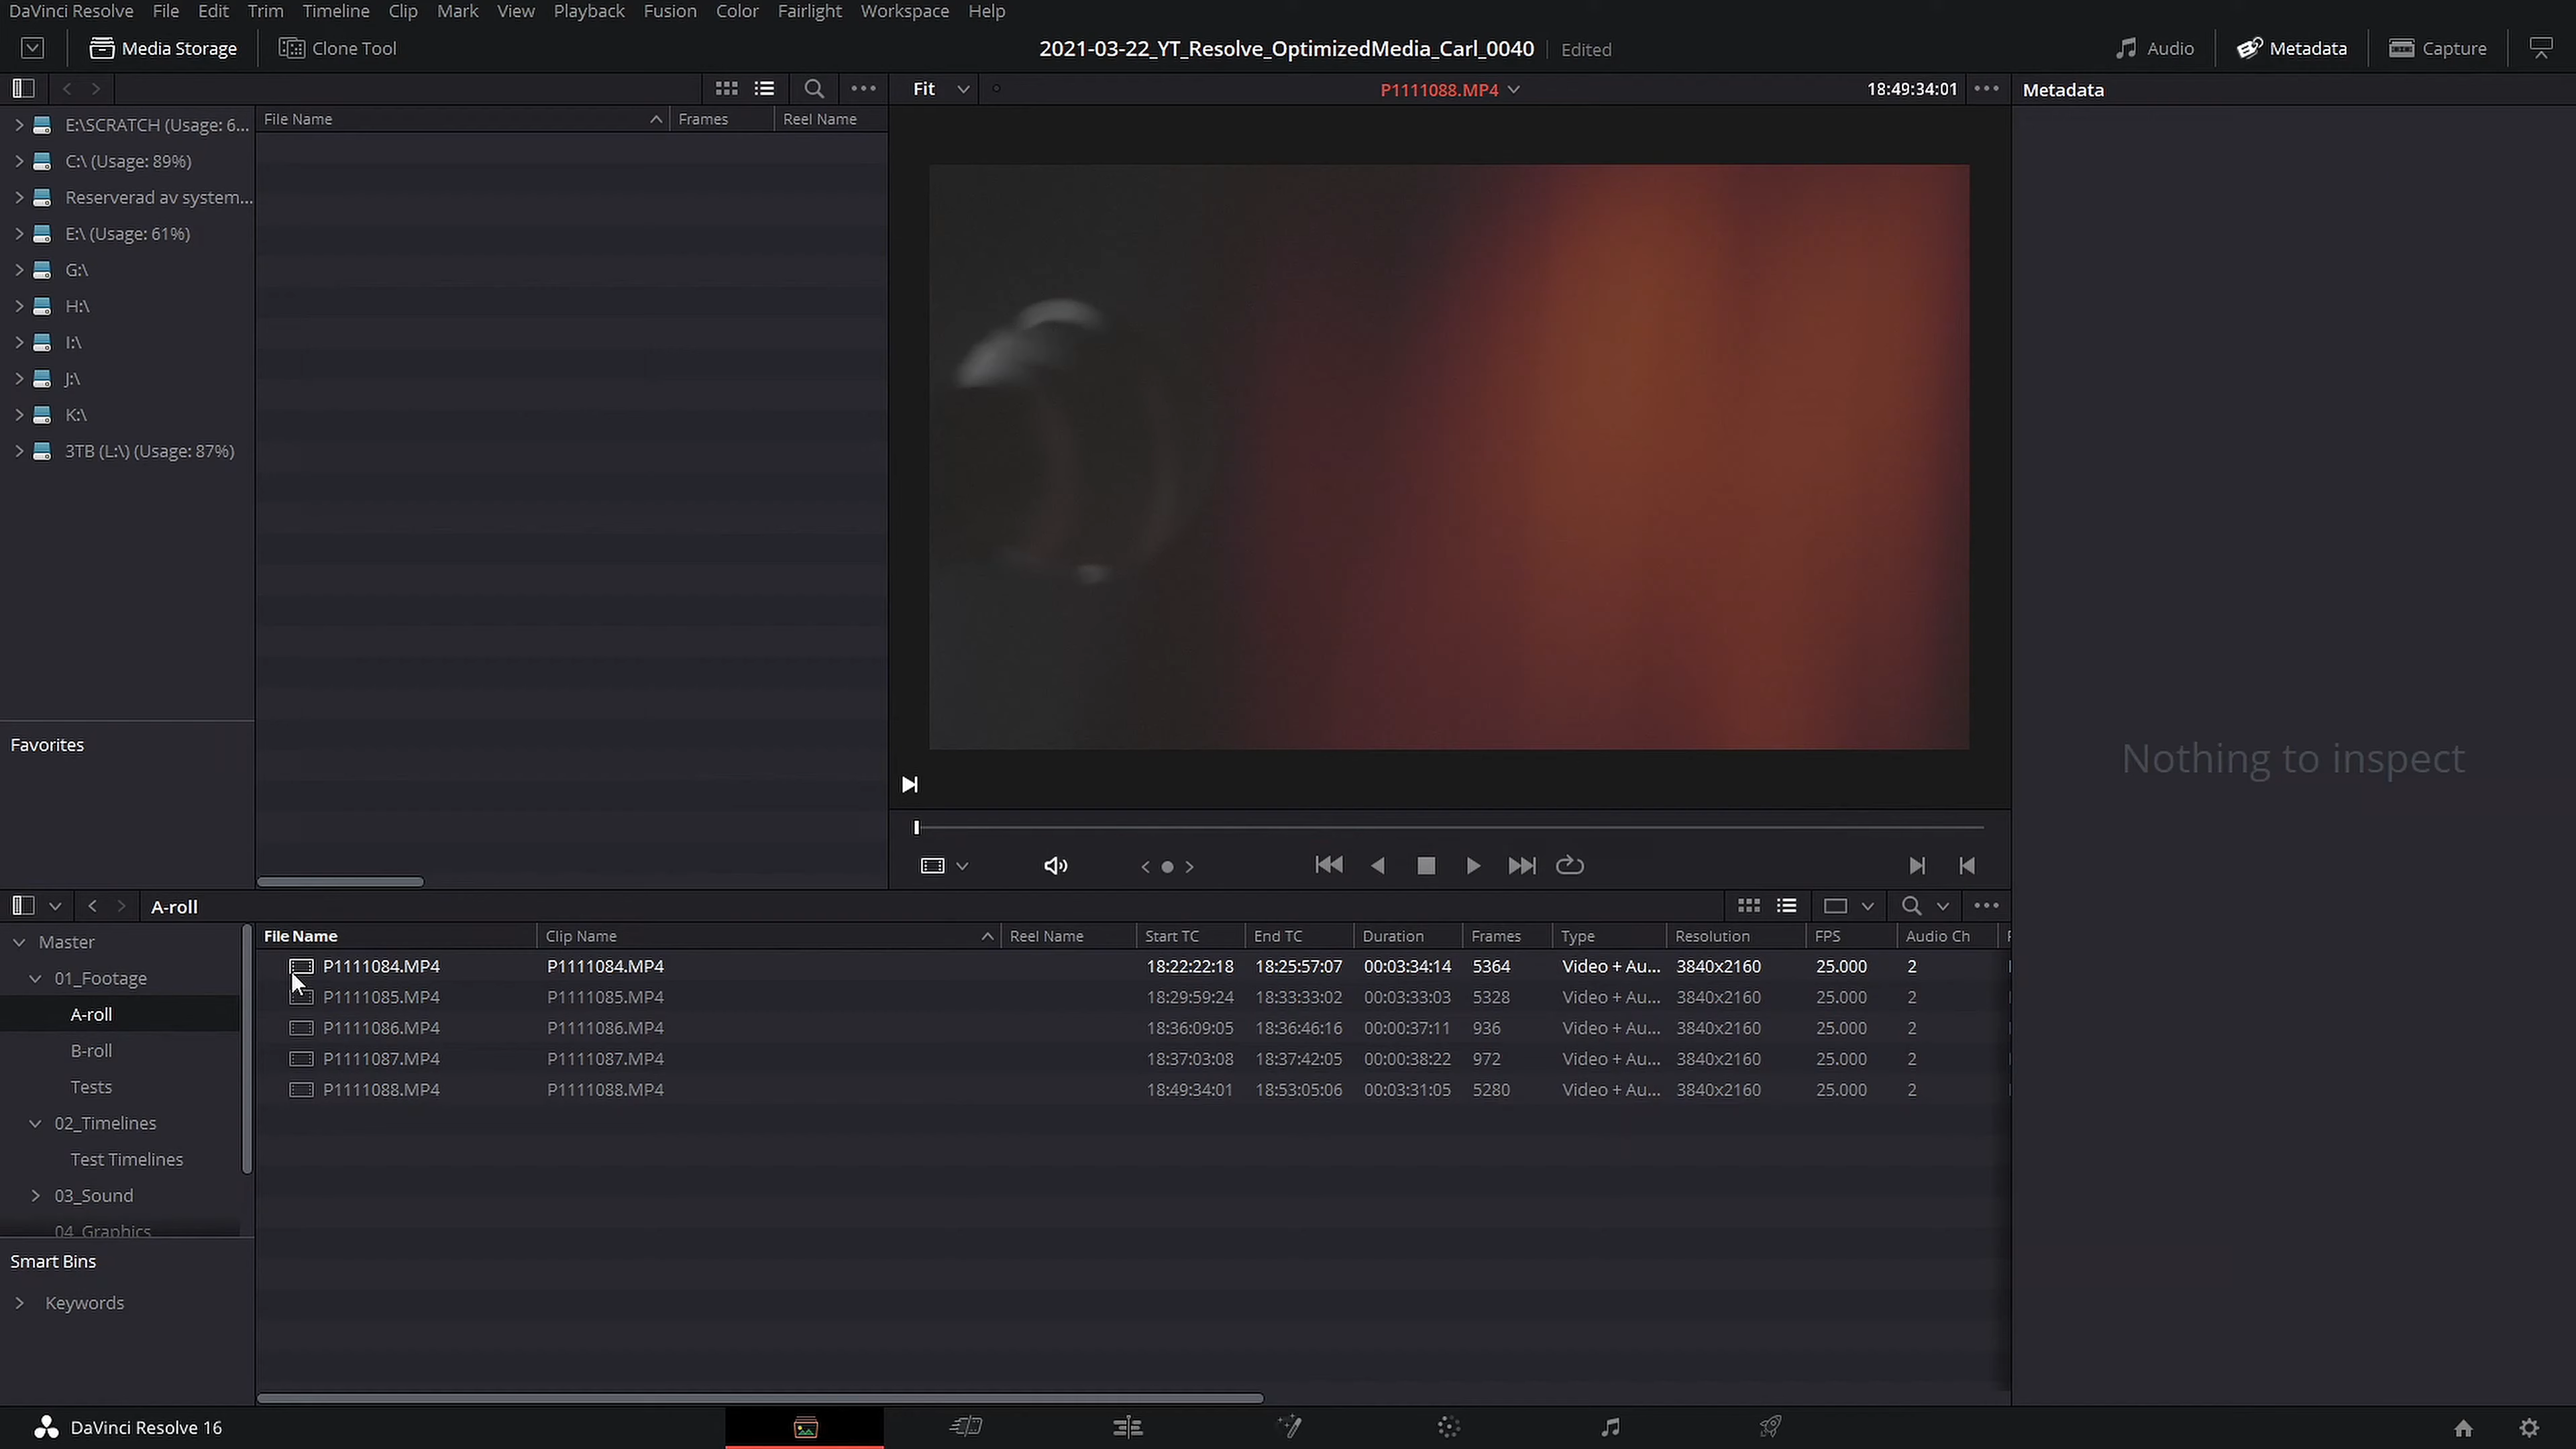 DaVinci Resolve File Edit Trim Timeline Clip Mark View Playback Fusion Color Fairlight Workspace Help
Media Storage Clone Tool 2021-03-22_YT_Resolve_OptimizedMedia_Carl_0040 Edited Audio Metadata Capture
Fit P1111088.MP4 18:49:34:01 Metadata
File Name Frames Reel Name
E:\SCRATCH (Usage: 6...
C:\ (Usage: 89%)
Reserverad av system...
E:\ (Usage: 61%)
G:\
H:\
I:\
J:\
K:\
3TB (L:\) (Usage: 87%)
Favorites
Nothing to inspect
A-roll
Master
01_Footage
A-roll
B-roll
Tests
02_Timelines
Test Timelines
03_Sound
04_Graphics
Smart Bins
Keywords
File Name Clip Name Reel Name Start TC End TC Duration Frames Type Resolution FPS Audio Ch
P1111084.MP4 P1111084.MP4 18:22:22:18 18:25:57:07 00:03:34:14 5364 Video + Au... 3840x2160 25.000 2
P1111085.MP4 P1111085.MP4 18:29:59:24 18:33:33:02 00:03:33:03 5328 Video + Au... 3840x2160 25.000 2
P1111086.MP4 P1111086.MP4 18:36:09:05 18:36:46:16 00:00:37:11 936 Video + Au... 3840x2160 25.000 2
P1111087.MP4 P1111087.MP4 18:37:03:08 18:37:42:05 00:00:38:22 972 Video + Au... 3840x2160 25.000 2
P1111088.MP4 P1111088.MP4 18:49:34:01 18:53:05:06 00:03:31:05 5280 Video + Au... 3840x2160 25.000 2
DaVinci Resolve 16